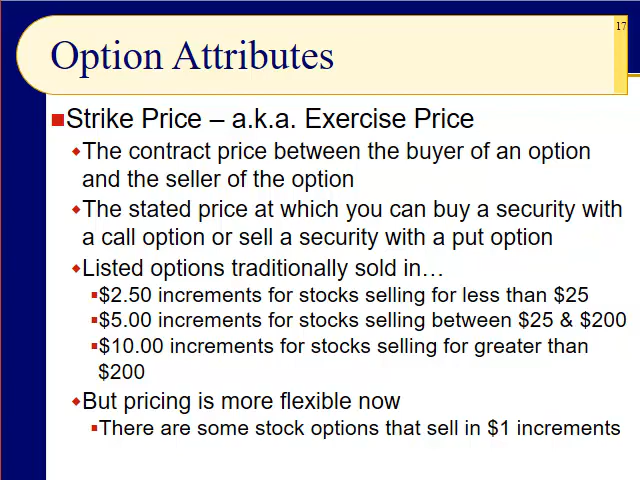 17
Option Attributes
Strike Price – a.k.a. Exercise Price
The contract price between the buyer of an option
and the seller of the option
The stated price at which you can buy a security with
a call option or sell a security with a put option
Listed options traditionally sold in…
$2.50 increments for stocks selling for less than $25
$5.00 increments for stocks selling between $25 & $200
$10.00 increments for stocks selling for greater than
$200
But pricing is more flexible now
There are some stock options that sell in $1 increments